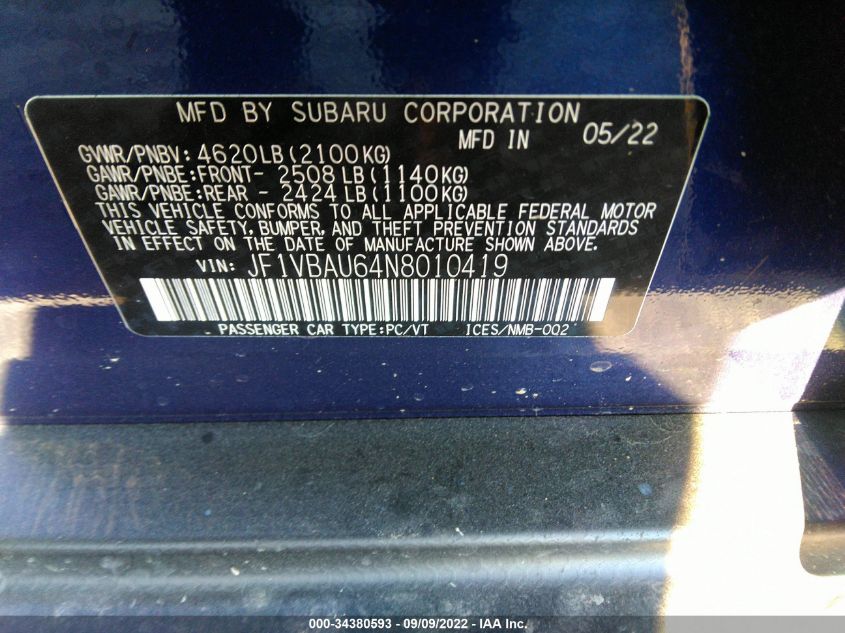 MFD BY SUBARU CORPORATION
MFD IN 05/22
GVWR/PNBV: 4620LB (2100KG)
GAWR/PNBE:FRONT- 2508 LB (1140KG)
GAWR/PNBE:REAR - 2424 LB (1100KG)
THIS VEHICLE CONFORMS TO ALL APPLICABLE FEDERAL MOTOR
VEHICLE SAFETY, BUMPER, AND THEFT PREVENTION STANDARDS
IN EFFECT ON THE DATE OF MANUFACTURE SHOWN ABOVE.
VIN: JF1VBAU64N8010419
PASSENGER CAR TYPE:PC/VT ICES/NMB-002
000-34380593 - 09/09/2022 - IAA Inc.